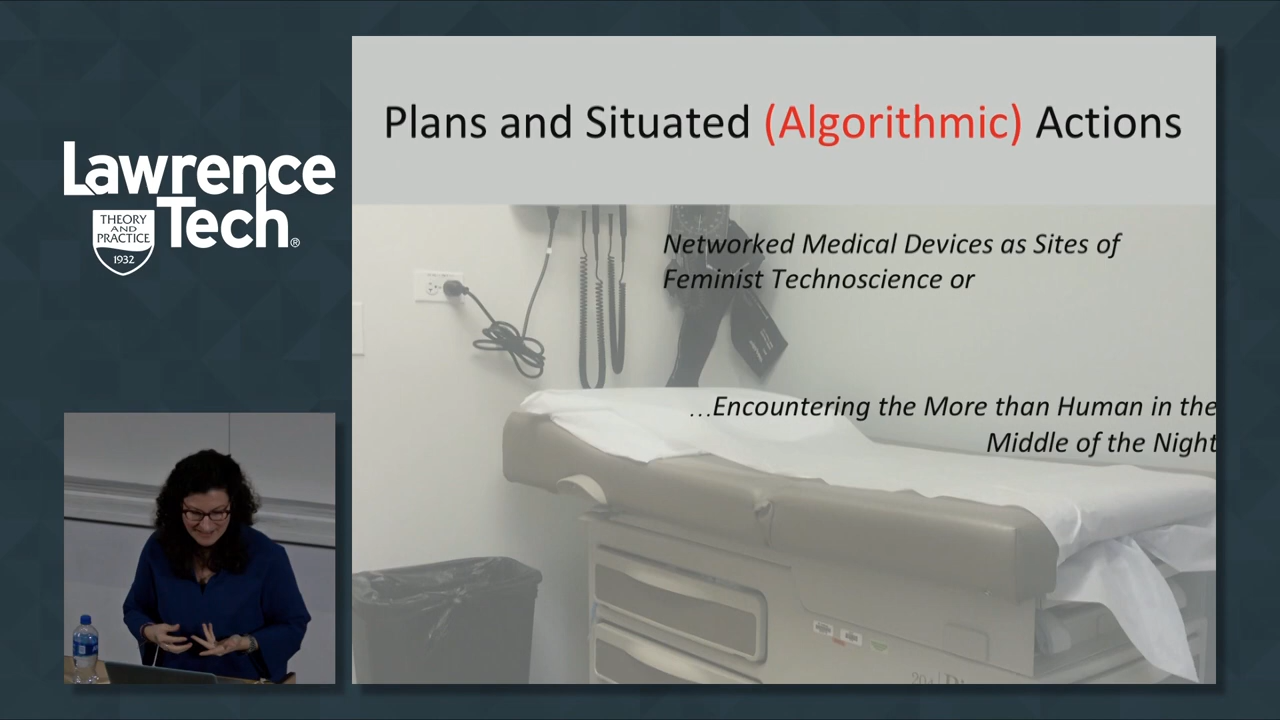 Lawrence
Tech®
THEORY
AND
PRACTICE
1932
Plans and Situated (Algorithmic) Actions
Networked Medical Devices as Sites of
Feminist Technoscience or
…Encountering the More than Human in the
Middle of the Night
204